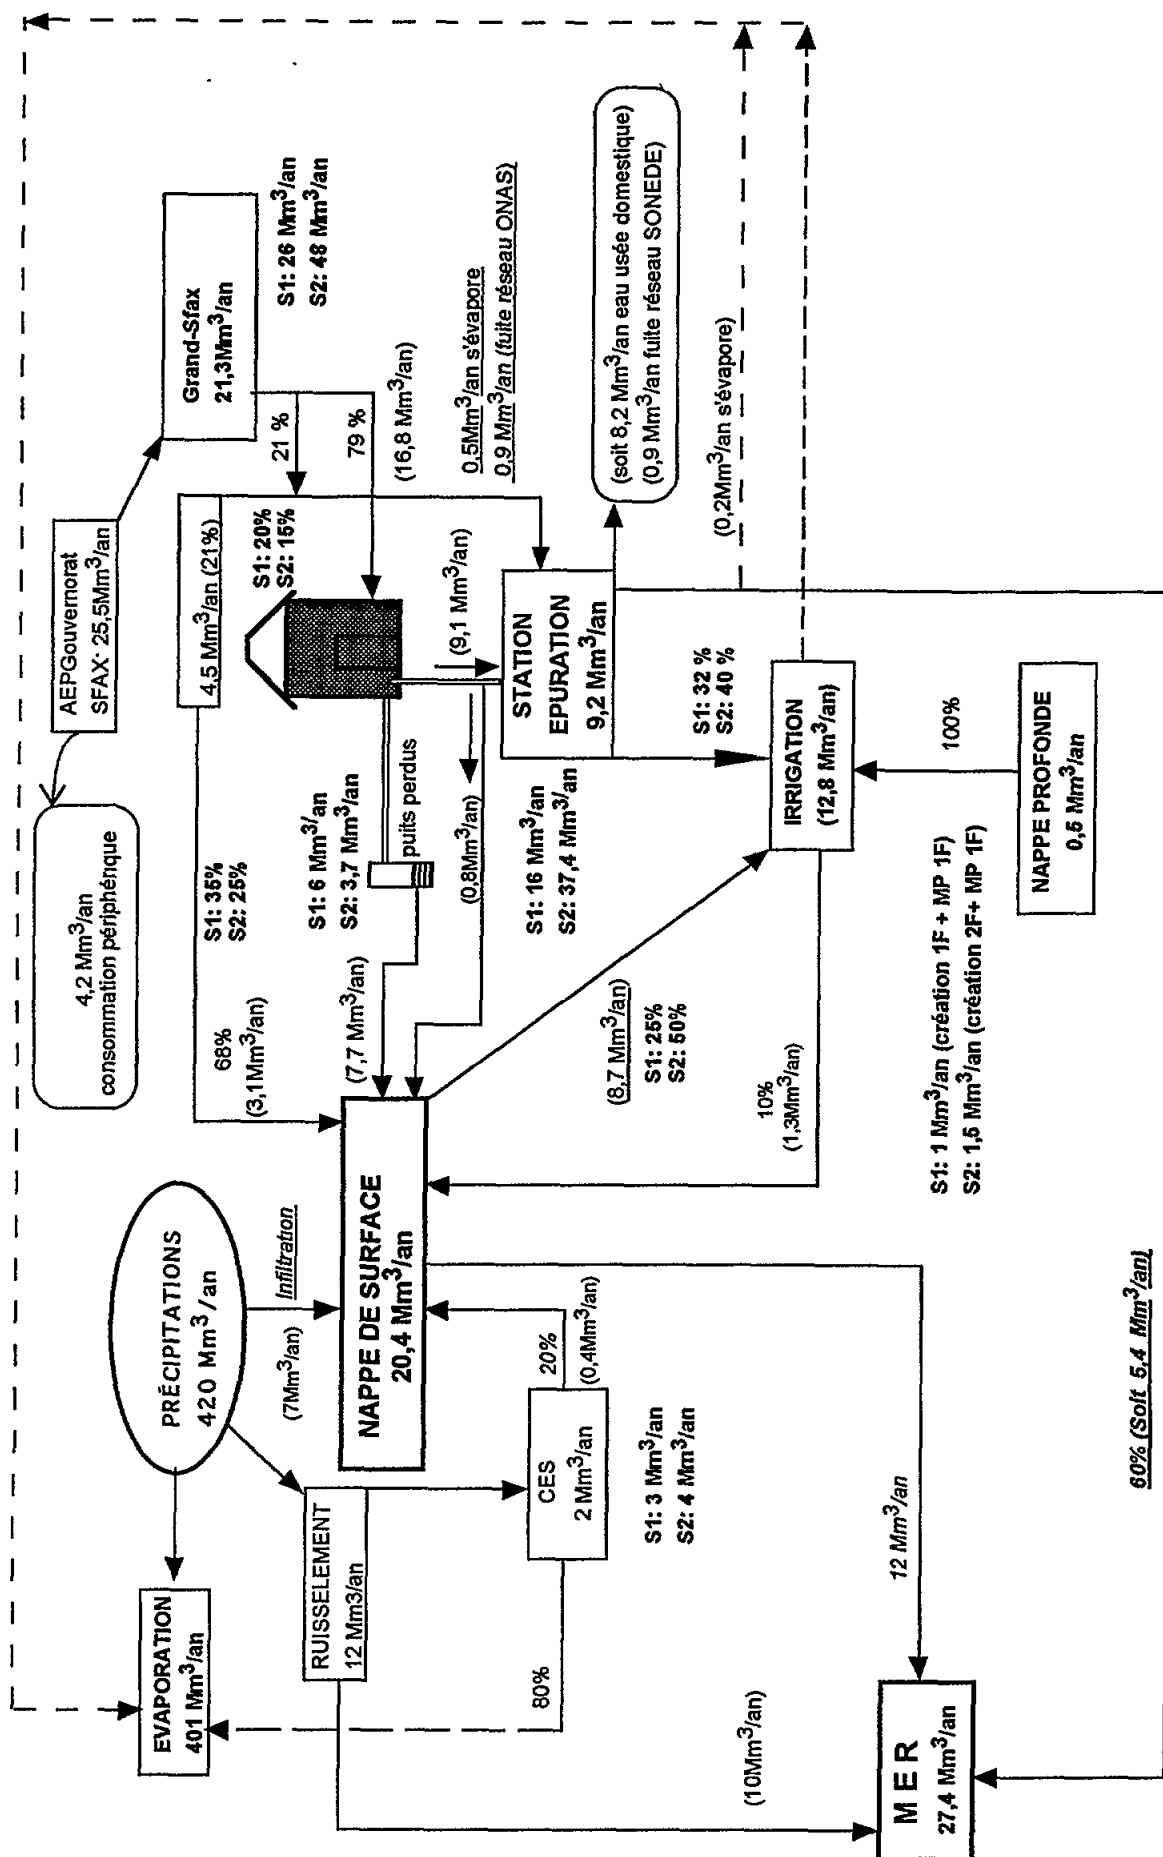 AEPGouvernorat
SFAX· 25,5Mm³/an
4,2 Mm³/an
consommation périphérique
Grand-Sfax
21,3Mm³/an
S1: 26 Mm³/an
S2: 48 Mm³/an
21 %
79 %
(16,8 Mm³/an)
4,5 Mm³/an (21%)
S1: 20%
S2: 15%
S1: 35%
S2: 25%
68%
(3,1Mm³/an)
0,5Mm³/an s'évapore
0,9 Mm³/an (fuite réseau ONAS)
(9,1 Mm³/an)
S1: 6 Mm³/an
S2: 3,7 Mm³/an
puits perdus
(7,7 Mm³/an)
(0,8Mm³/an)
STATION
EPURATION
9,2 Mm³/an
(soit 8,2 Mm³/an eau usée domestique)
(0,9 Mm³/an fuite réseau SONEDE)
S1: 16 Mm³/an
S2: 37,4 Mm³/an
(0,2Mm³/an s'évapore)
S1: 32 %
S2: 40 %
IRRIGATION
(12,8 Mm³/an)
100%
NAPPE PROFONDE
0,5 Mm³/an
S1: 1 Mm³/an (création 1F + MP 1F)
S2: 1,5 Mm³/an (création 2F+ MP 1F)
(8,7 Mm³/an)
S1: 25%
S2: 50%
10%
(1,3Mm³/an)
PRÉCIPITATIONS
420 Mm³/an
Infiltration
(7Mm³/an)
NAPPE DE SURFACE
20,4 Mm³/an
EVAPORATION
401 Mm³/an
RUISSELEMENT
12 Mm3/an
CES
2 Mm³/an
20%
(0,4Mm³/an)
S1: 3 Mm³/an
S2: 4 Mm³/an
80%
(10Mm³/an)
12 Mm³/an
MER
27,4 Mm³/an
60% (Soit 5,4 Mm³/an)